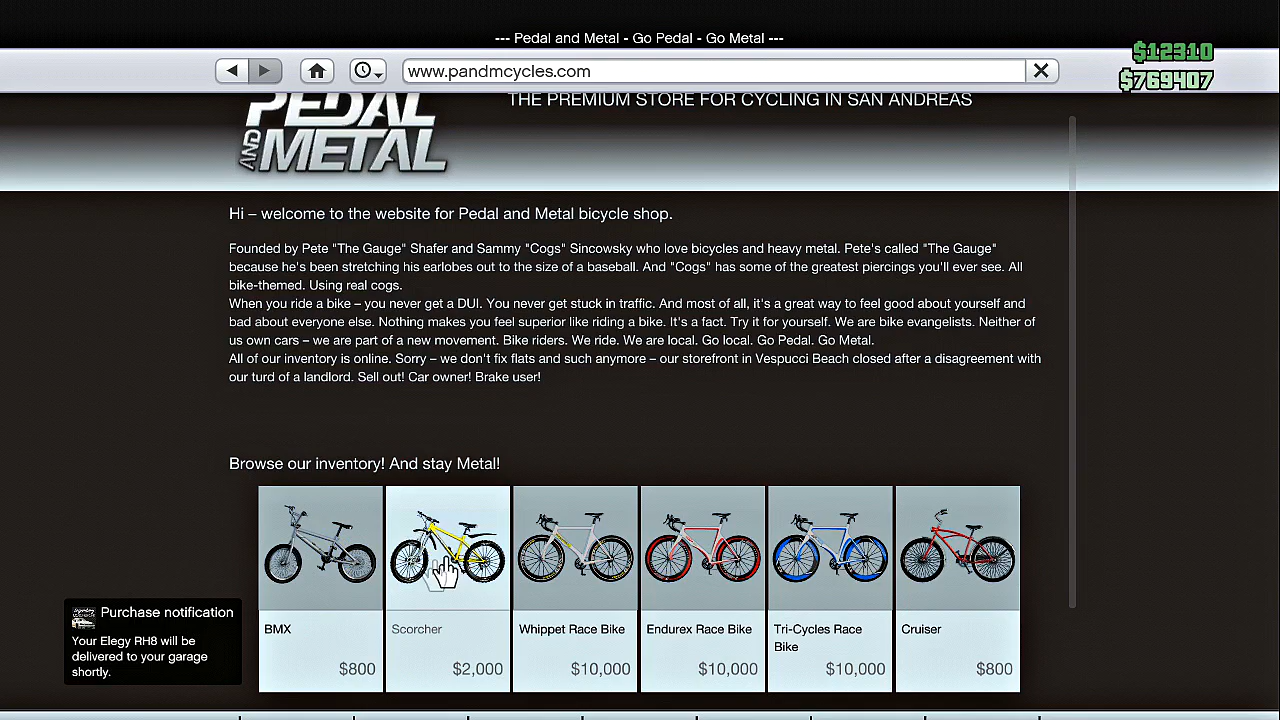 --- Pedal and Metal - Go Pedal - Go Metal ---
www.pandmcycles.com
$12310
$769407
PEDAL
AND METAL
THE PREMIUM STORE FOR CYCLING IN SAN ANDREAS
Hi – welcome to the website for Pedal and Metal bicycle shop.
Founded by Pete "The Gauge" Shafer and Sammy "Cogs" Sincowsky who love bicycles and heavy metal. Pete's called "The Gauge"
because he's been stretching his earlobes out to the size of a baseball. And "Cogs" has some of the greatest piercings you'll ever see. All
bike-themed. Using real cogs.
When you ride a bike – you never get a DUI. You never get stuck in traffic. And most of all, it's a great way to feel good about yourself and
bad about everyone else. Nothing makes you feel superior like riding a bike. It's a fact. Try it for yourself. We are bike evangelists. Neither of
us own cars – we are part of a new movement. Bike riders. We ride. We are local. Go local. Go Pedal. Go Metal.
All of our inventory is online. Sorry – we don't fix flats and such anymore – our storefront in Vespucci Beach closed after a disagreement with
our turd of a landlord. Sell out! Car owner! Brake user!
Browse our inventory! And stay Metal!
BMX
$800
Scorcher
$2,000
Whippet Race Bike
$10,000
Endurex Race Bike
$10,000
Tri-Cycles Race
Bike
$10,000
Cruiser
$800
Purchase notification
Your Elegy RH8 will be
delivered to your garage
shortly.